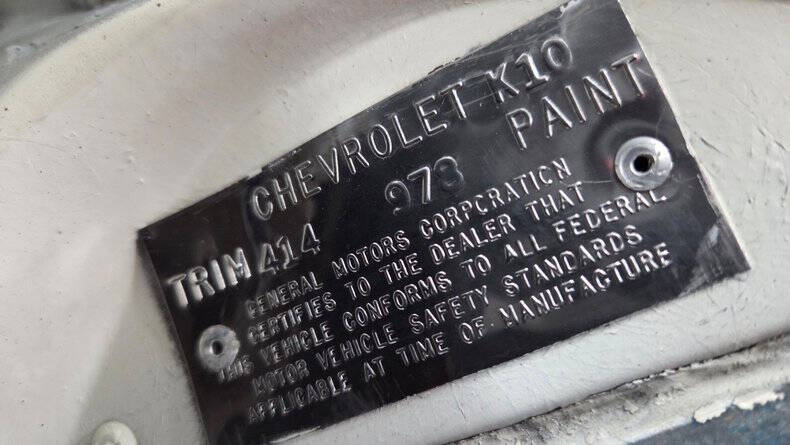 CHEVROLET K10
TRIM 414 973 PAINT
GENERAL MOTORS CORPCRATION
CERTIFIES TO THE DEALER THAT
THIS VEHICLE CONFORMS TO ALL FEDERAL
MOTOR VEHICLE SAFETY STANDARDS
APPLICABLE AT TIME OF MANUFACTURE